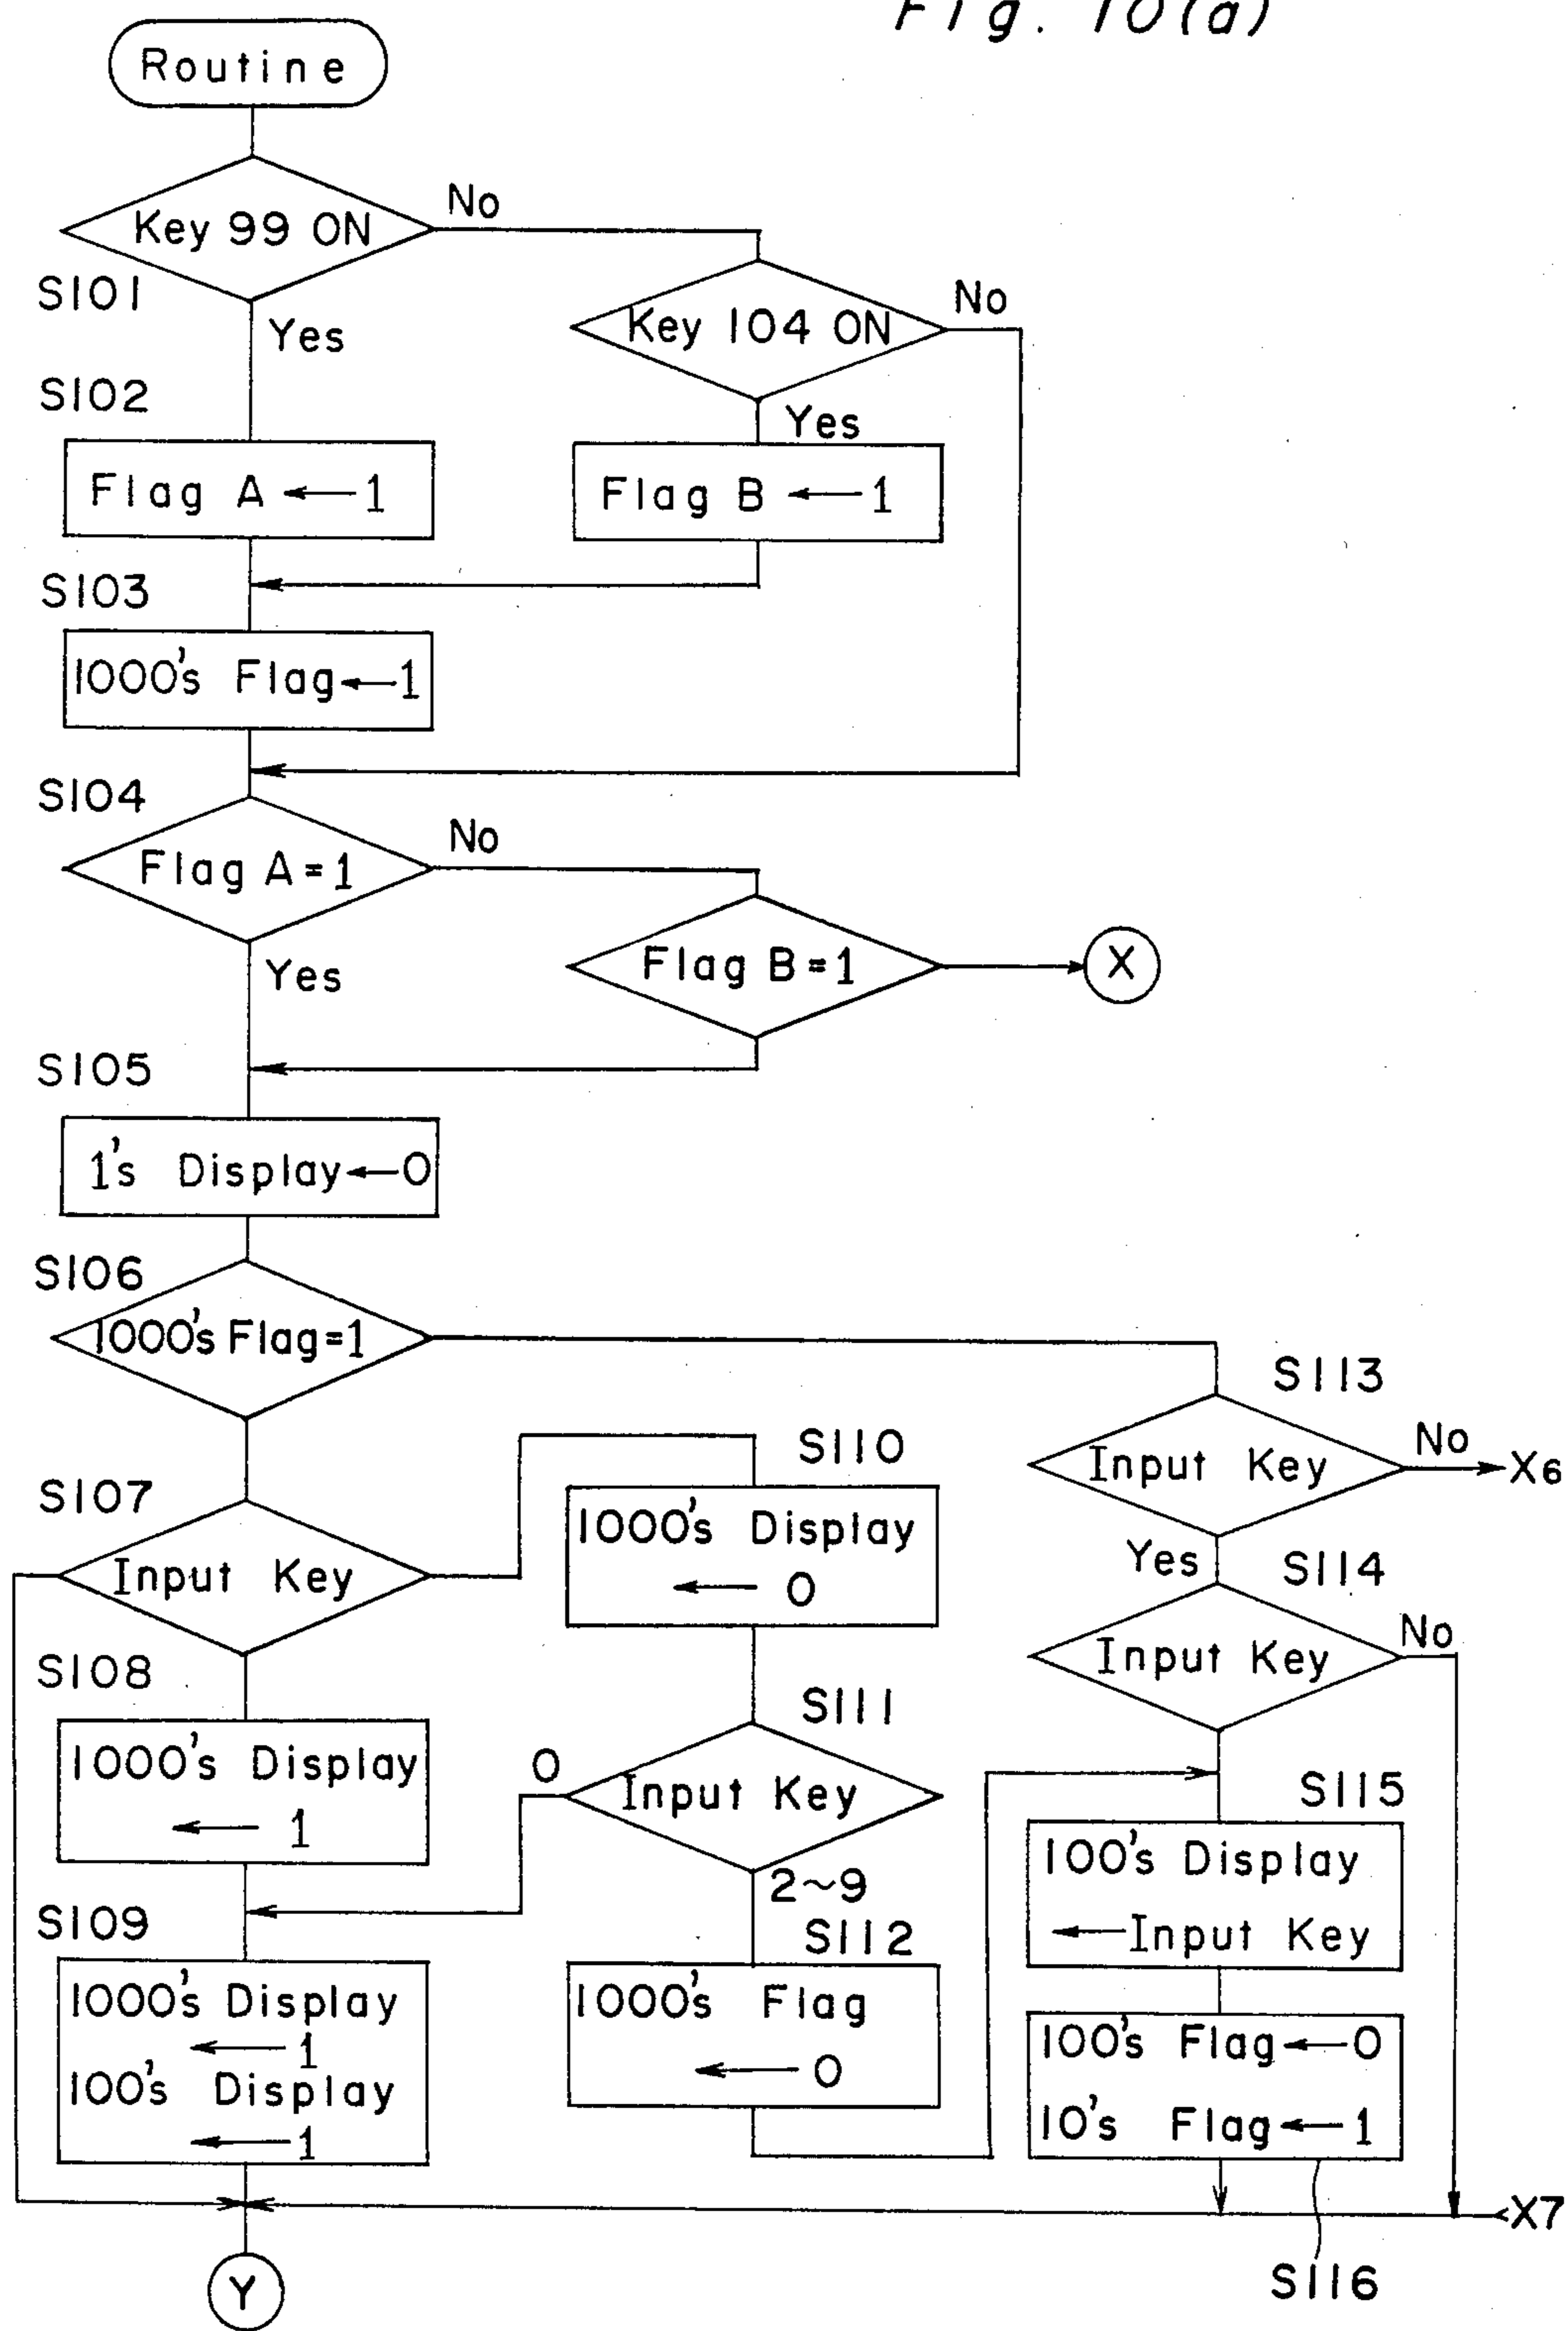 Fig. 10(a)
Routine
Key 99 ON
No
S101
Yes
Key 104 ON
No
S102
Yes
Flag A ← 1
Flag B ← 1
S103
1000's Flag ← 1
S104
Flag A = 1
No
Yes
Flag B = 1
X
S105
1's Display ← 0
S106
1000's Flag = 1
S113
Input Key
No
X6
S107
Input Key
S110
1000's Display
← 0
Yes
S114
Input Key
No
S108
1000's Display
← 1
S111
0
Input Key
2~9
S115
100's Display
← Input Key
S109
1000's Display
← 1
100's Display
← 1
S112
1000's Flag
← 0
100's Flag ← 0
10's Flag ← 1
X7
S116
Y